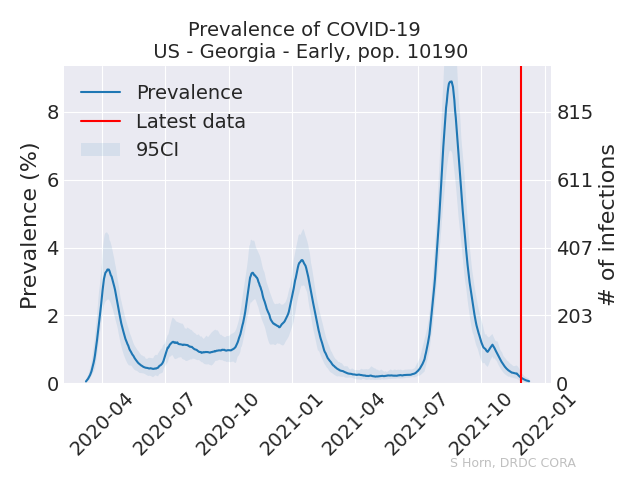 Prevalence of COVID-19
US - Georgia - Early, pop. 10190
Prevalence
Latest data
95CI
Prevalence (%)
8
6
4
2
0
815
611
407
203
0
# of infections
2020-04
2020-07
2020-10
2021-01
2021-04
2021-07
2021-10
2022-01
S Horn, DRDC CORA